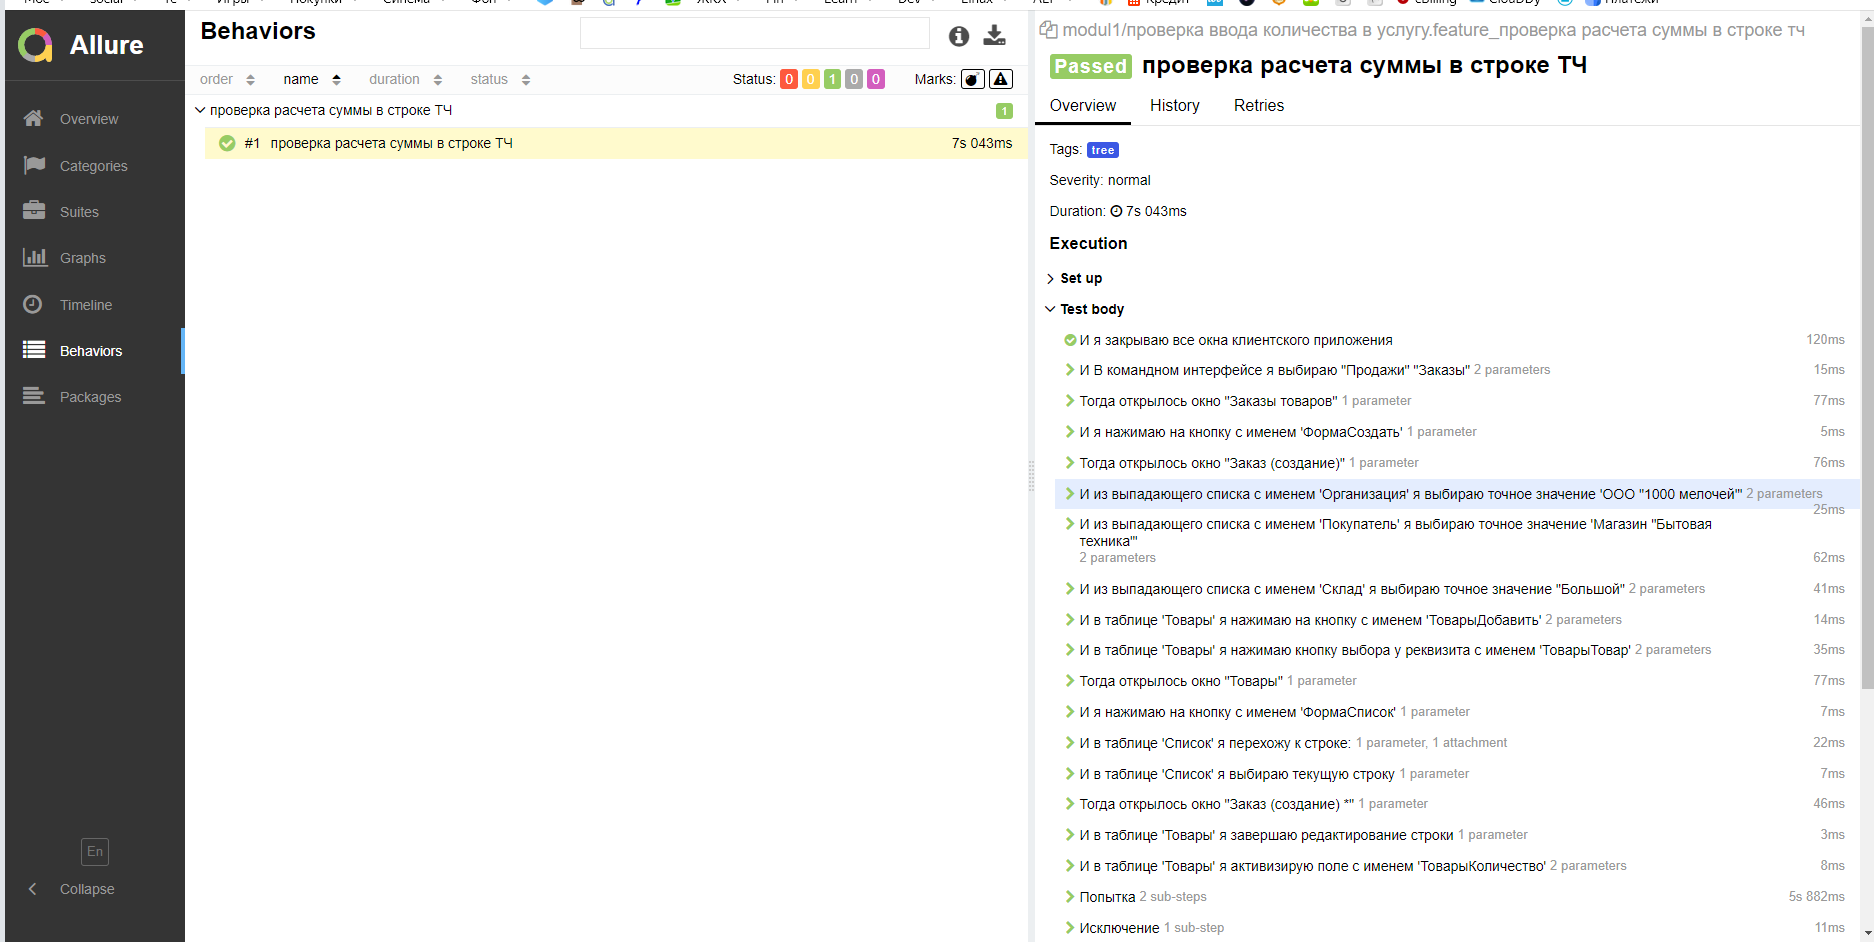 Allure
Overview
Categories
Suites
Graphs
Timeline
Behaviors
Packages
En
Collapse
Behaviors
order name duration status Status: 0 0 1 0 0 Marks:
проверка расчета суммы в строке ТЧ 1
#1 проверка расчета суммы в строке ТЧ 7s 043ms
modul1/проверка ввода количества в услугу.feature_проверка расчета суммы в строке тч
Passed проверка расчета суммы в строке ТЧ
Overview History Retries
Tags: tree
Severity: normal
Duration: 7s 043ms
Execution
Set up
Test body
И я закрываю все окна клиентского приложения 120ms
И В командном интерфейсе я выбираю "Продажи" "Заказы" 2 parameters 15ms
Тогда открылось окно "Заказы товаров" 1 parameter 77ms
И я нажимаю на кнопку с именем 'ФормаСоздать' 1 parameter 5ms
Тогда открылось окно "Заказ (создание)" 1 parameter 76ms
И из выпадающего списка с именем 'Организация' я выбираю точное значение 'ООО "1000 мелочей"' 2 parameters
25ms
И из выпадающего списка с именем 'Покупатель' я выбираю точное значение 'Магазин "Бытовая
техника"'
2 parameters 62ms
И из выпадающего списка с именем 'Склад' я выбираю точное значение "Большой" 2 parameters 41ms
И в таблице 'Товары' я нажимаю на кнопку с именем 'ТоварыДобавить' 2 parameters 14ms
И в таблице 'Товары' я нажимаю кнопку выбора у реквизита с именем 'ТоварыТовар' 2 parameters 35ms
Тогда открылось окно "Товары" 1 parameter 77ms
И я нажимаю на кнопку с именем 'ФормаСписок' 1 parameter 7ms
И в таблице 'Список' я перехожу к строке: 1 parameter, 1 attachment 22ms
И в таблице 'Список' я выбираю текущую строку 1 parameter 7ms
Тогда открылось окно "Заказ (создание) *" 1 parameter 46ms
И в таблице 'Товары' я завершаю редактирование строки 1 parameter 3ms
И в таблице 'Товары' я активизирую поле с именем 'ТоварыКоличество' 2 parameters 8ms
Попытка 2 sub-steps 5s 882ms
Исключение 1 sub-step 11ms